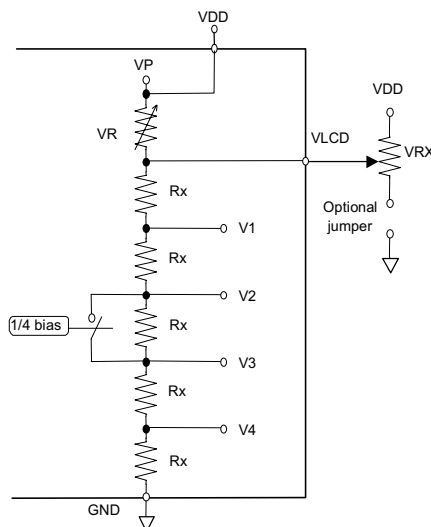 VDD
VP
VDD
VR
VLCD
VRX
Rx
Optional
jumper
V1
Rx
V2
1/4 bias
Rx
V3
Rx
V4
Rx
GND